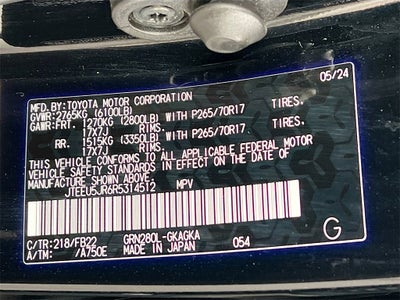 05/24
MFD.BY:TOYOTA MOTOR CORPORATION
GVWR:2765KG (6100LB)
GAWR:FRT. 1270KG (2800LB) WITH P265/70R17 TIRES.
17X7J RIMS.
RR. 1515KG (3350LB) WITH P265/70R17 TIRES.
17X7J RIMS.
THIS VEHICLE CONFORMS TO ALL APPLICABLE FEDERAL MOTOR
VEHICLE SAFETY STANDARDS IN EFFECT ON THE DATE OF
MANUFACTURE SHOWN ABOVE.
JTEEU5JR6R5314512 MPV
C/TR:218/FB22 GRN280L-GKAGKA G
A/TM: /A750E MADE IN JAPAN 054